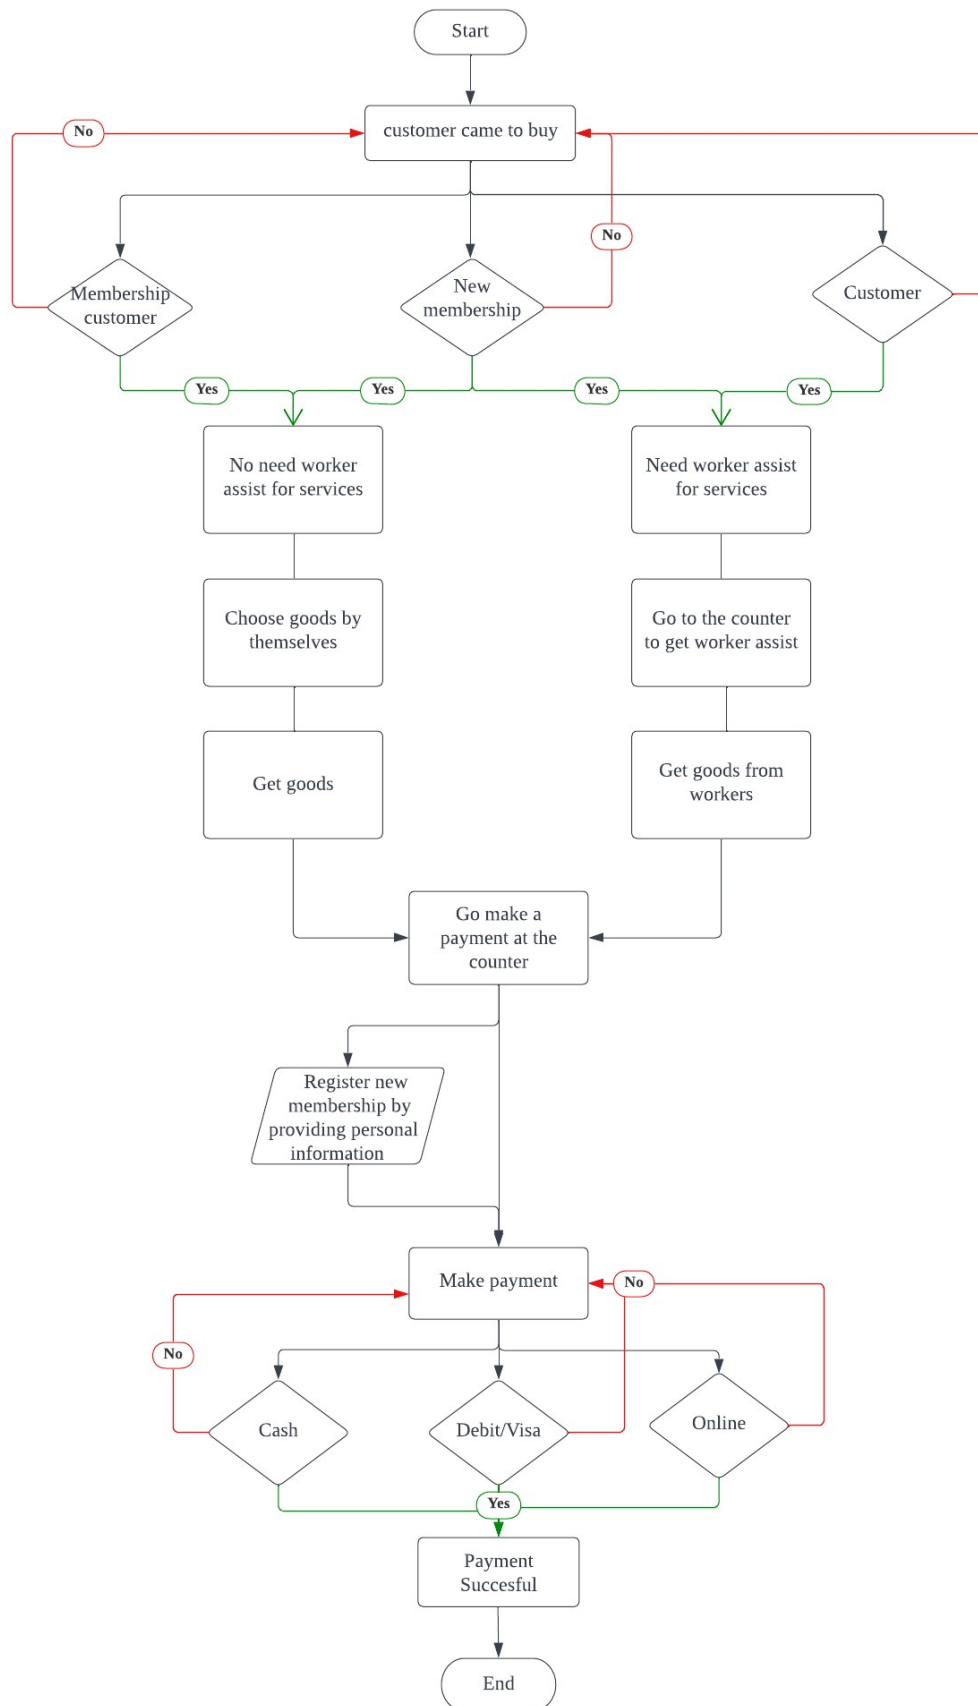 Start
customer came to buy
No
No
Membership
customer
New
membership
Customer
Yes
Yes
Yes
Yes
No need worker
assist for services
Need worker assist
for services
Choose goods by
themselves
Go to the counter
to get worker assist
Get goods
Get goods from
workers
Go make a
payment at the
counter
Register new
membership by
providing personal
information
Make payment
No
No
Cash
Debit/Visa
Online
Yes
Payment
Succesful
End